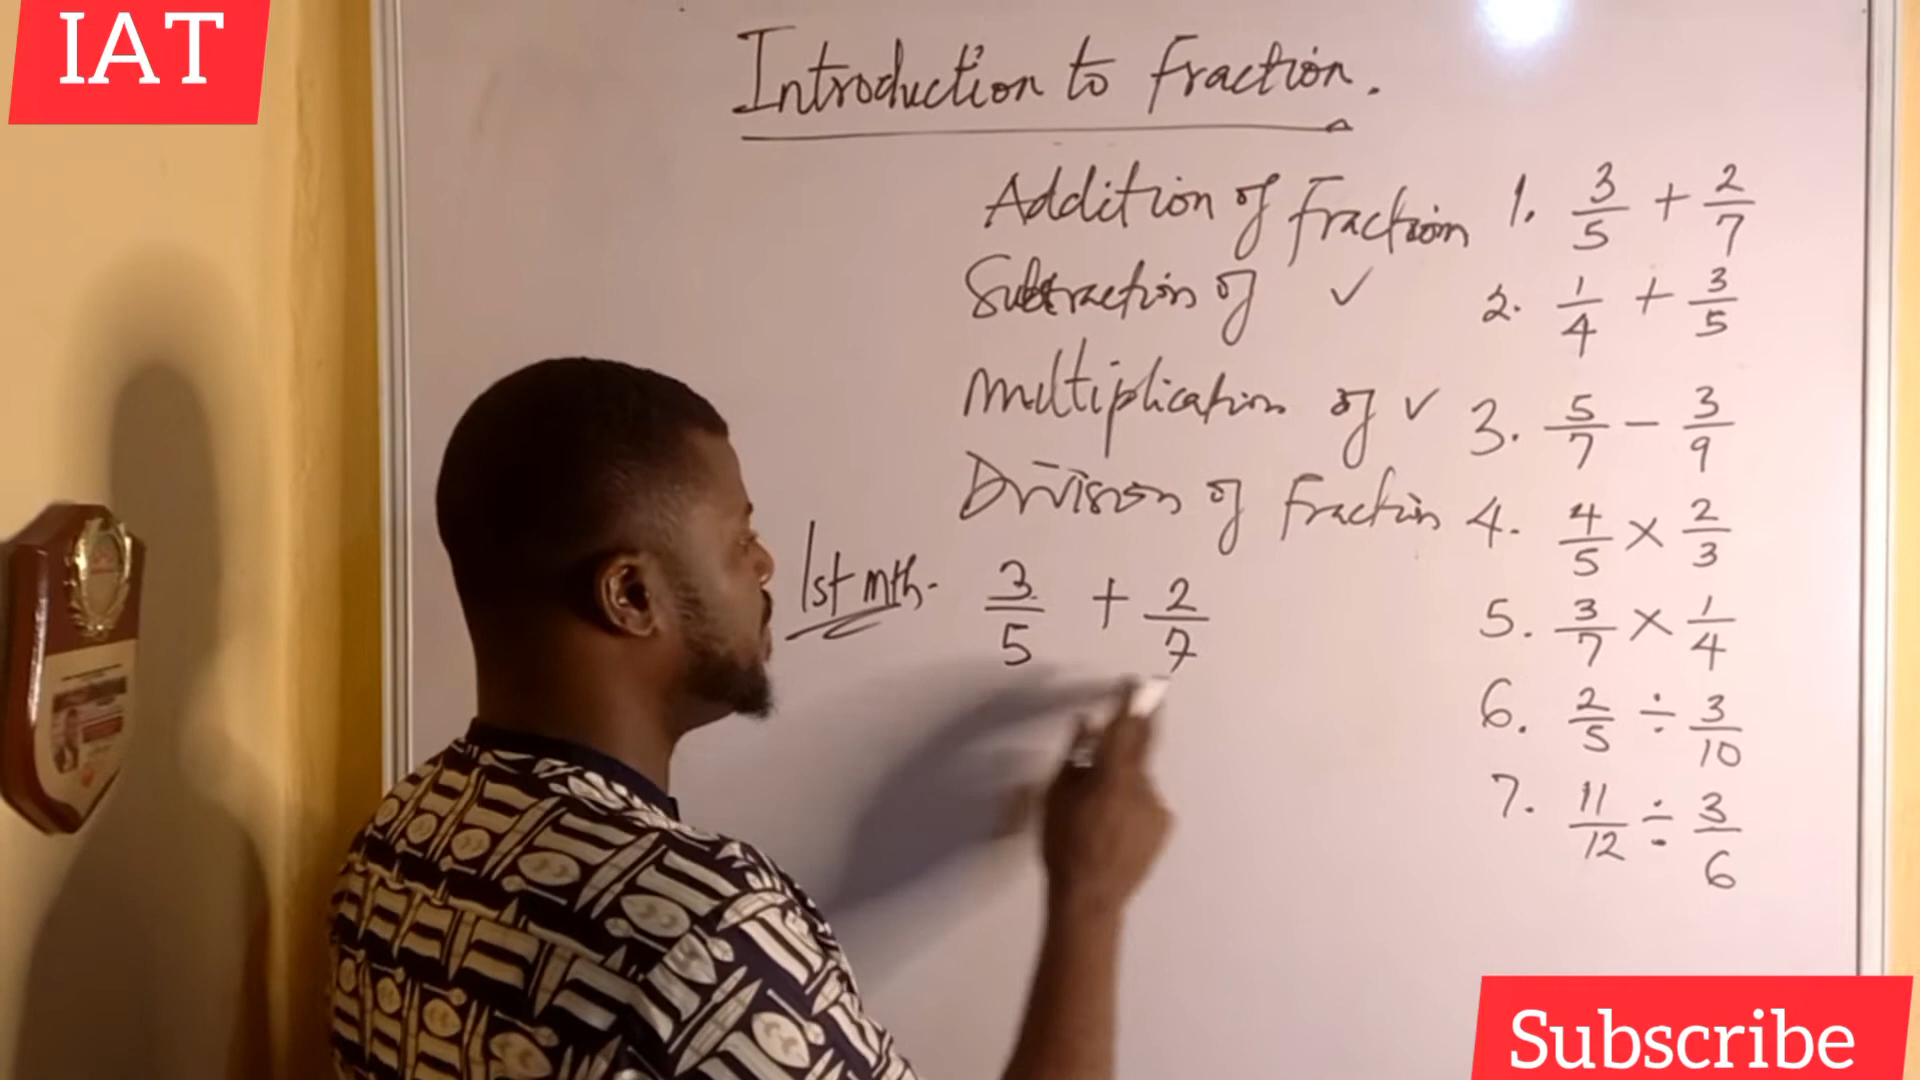 IAT
Introduction to Fraction.
Addition of Fraction
Subtraction of ✓
Multiplication of ✓
Division of Fraction
1. 3/5 + 2/7
2. 1/4 + 3/5
3. 5/7 - 3/9
4. 4/5 × 2/3
5. 3/7 × 1/4
6. 2/5 ÷ 3/10
7. 11/12 ÷ 3/6
1st mth. 3/5 + 2/7
Subscribe